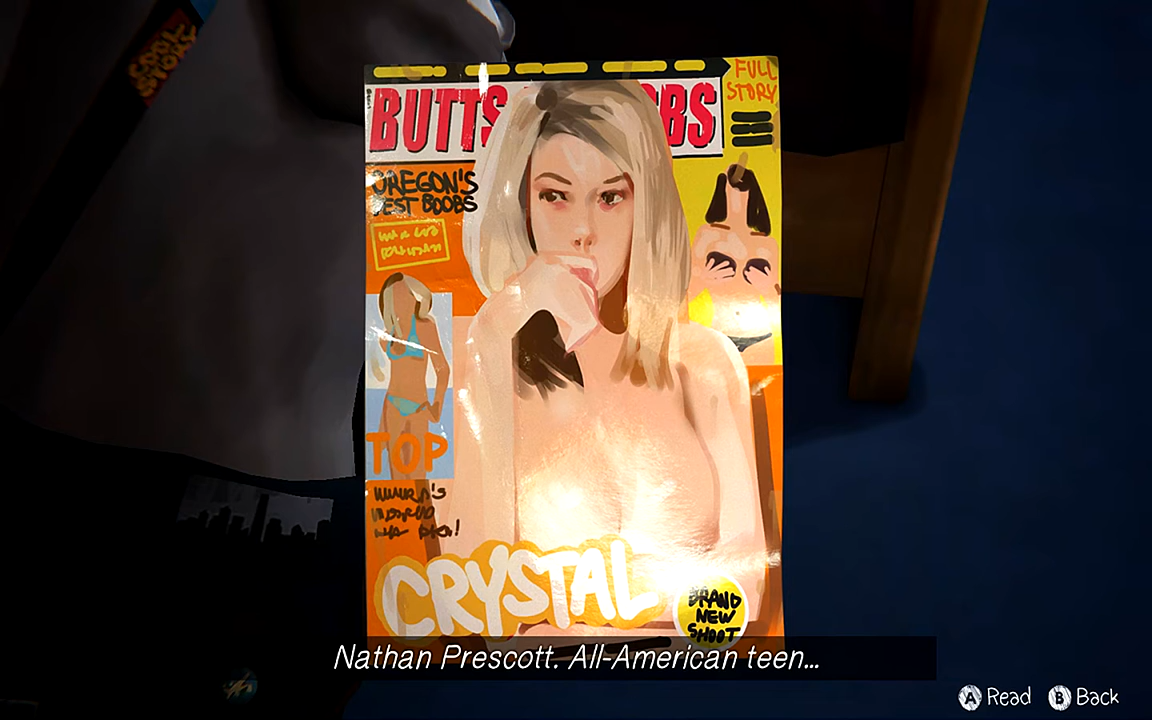 COOL
STORY
FULL
STORY
BUTTS BS
OREGON'S
BEST BOOBS
TOP
CRYSTAL
BRAND
NEW
SHOOT
Nathan Prescott. All-American teen...
A Read B Back